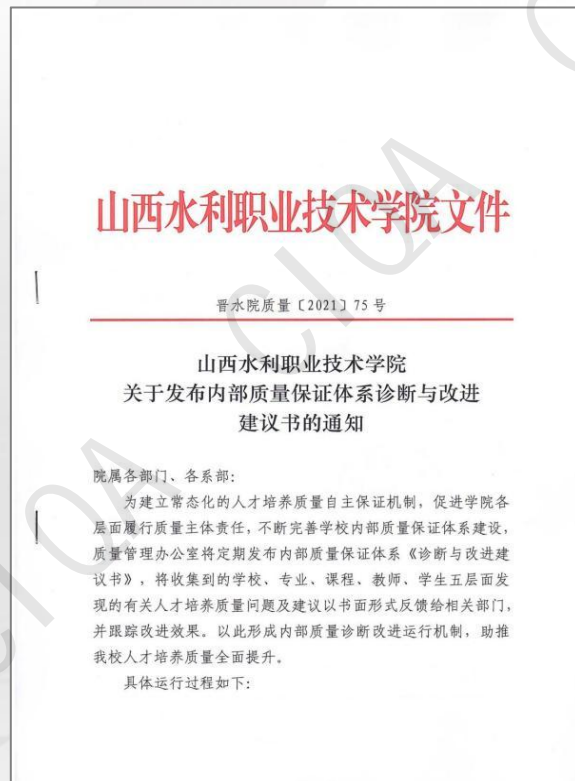 山西水利职业技术学院文件
晋水院质量〔2021〕75号
山西水利职业技术学院
关于发布内部质量保证体系诊断与改进
建议书的通知
院属各部门、各系部：
为建立常态化的人才培养质量自主保证机制，促进学院各
层面履行质量主体责任，不断完善学校内部质量保证体系建设，
质量管理办公室将定期发布内部质量保证体系《诊断与改进建
议书》，将收集到的学校、专业、课程、教师、学生五层面发
现的有关人才培养质量问题及建议以书面形式反馈给相关部门，
并跟踪改进效果。以此形成内部质量诊断改进运行机制，助推
我校人才培养质量全面提升。
具体运行过程如下：
CIQA
CIQA